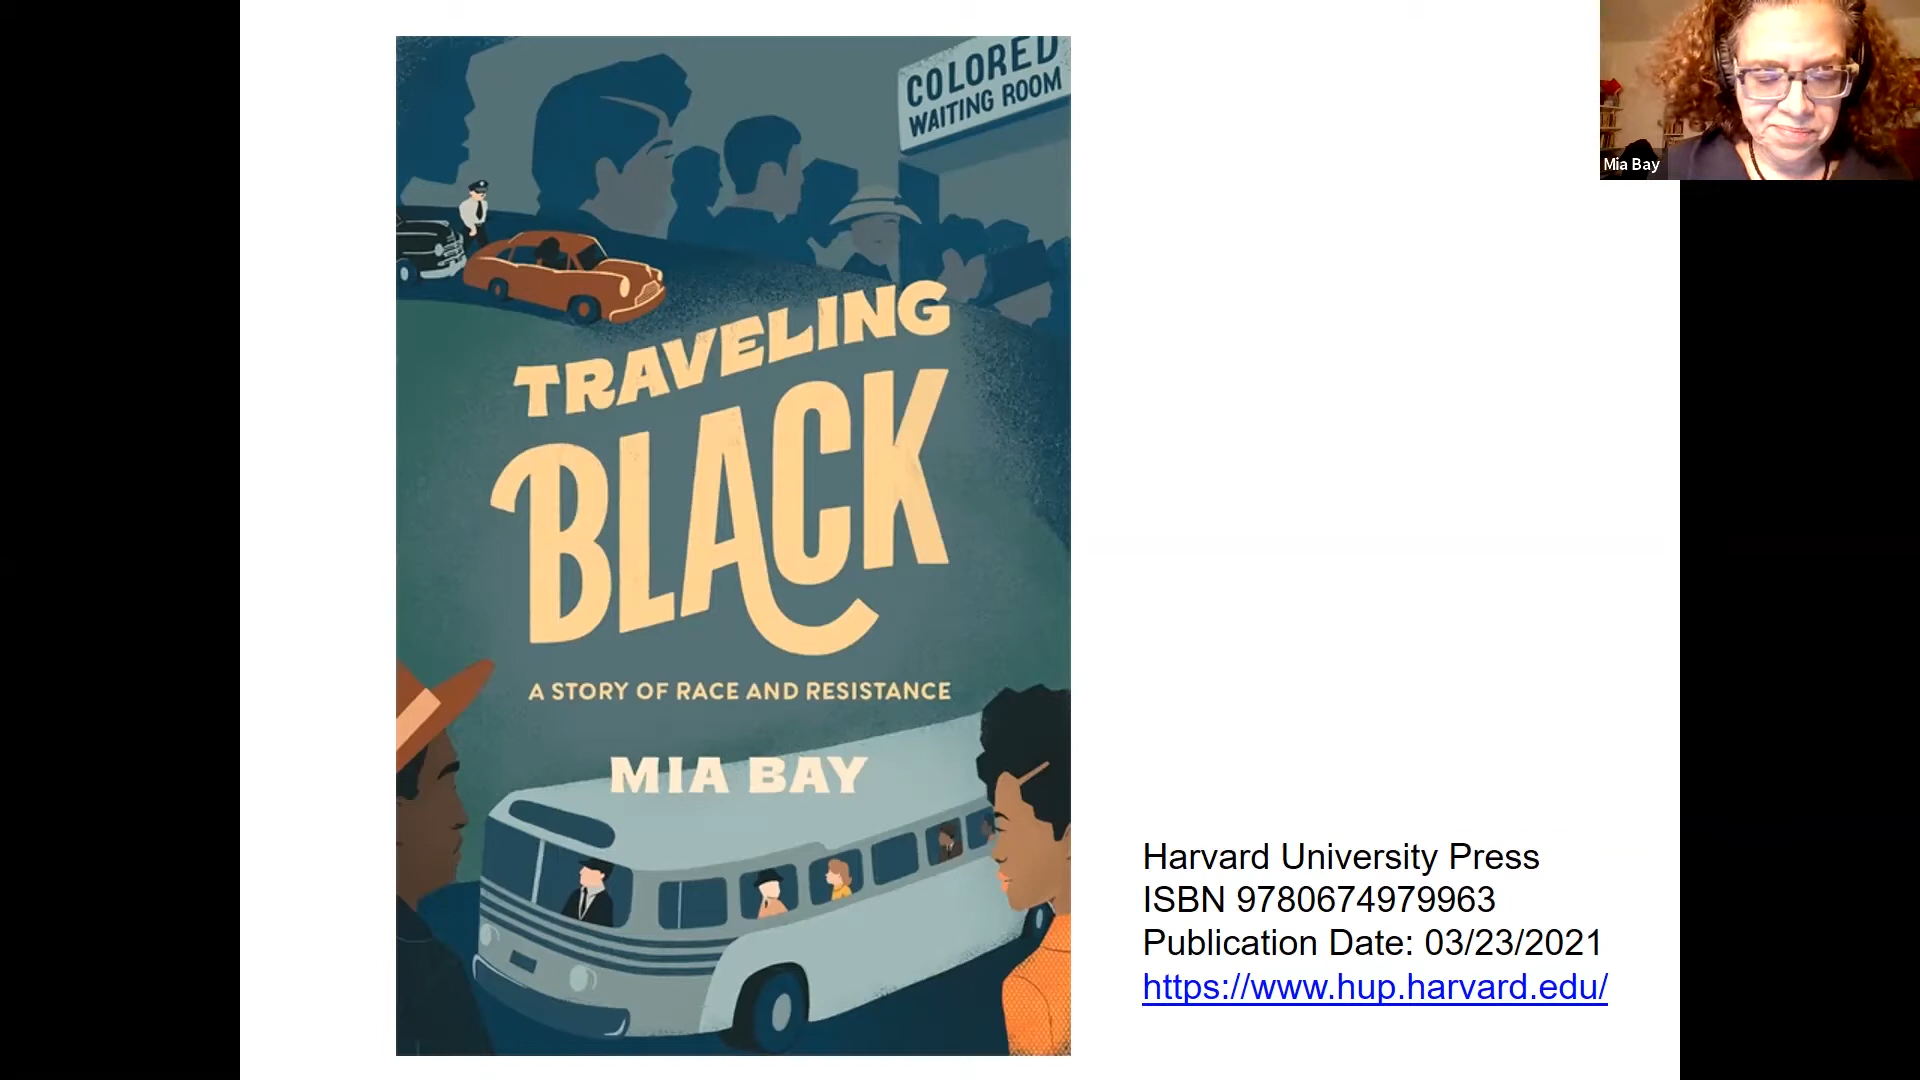 COLORED
WAITING ROOM
Mia Bay
TRAVELING
BLACK
A STORY OF RACE AND RESISTANCE
MIA BAY
Harvard University Press
ISBN 9780674979963
Publication Date: 03/23/2021
https://www.hup.harvard.edu/